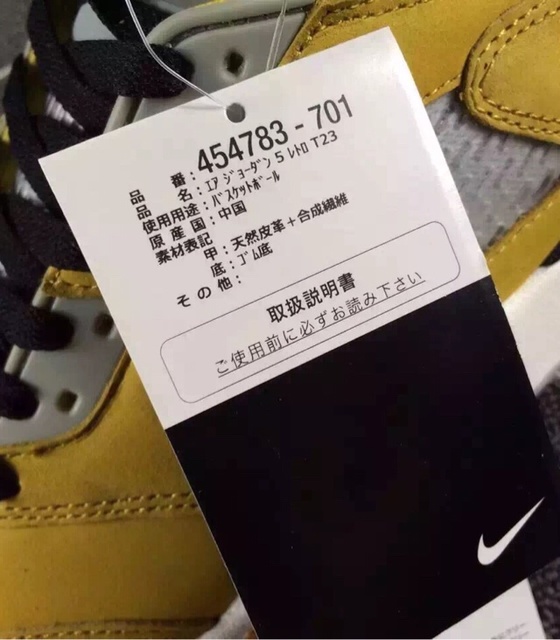 品　　番：454783 - 701
品　　名：エア ジョーダン 5 レトロ T23
使用用途：バスケットボール
原 産 国：中国
素材表記
甲：天然皮革＋合成繊維
底：ゴム底
そ の 他：
取扱説明書
ご使用前に必ずお読み下さい